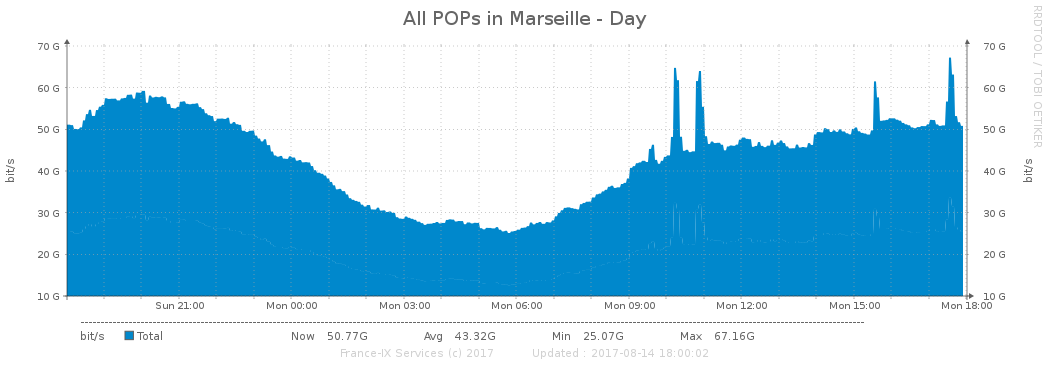 All POPs in Marseille - Day
RRDTOOL / TOBI OETIKER
bit/s
70 G 70 G
60 G 60 G
50 G 50 G
40 G 40 G
30 G 30 G
20 G 20 G
10 G 10 G
bit/s
Sun 21:00 Mon 00:00 Mon 03:00 Mon 06:00 Mon 09:00 Mon 12:00 Mon 15:00 Mon 18:00
bit/s Total Now 50.77G Avg 43.32G Min 25.07G Max 67.16G
France-IX Services (c) 2017 Updated : 2017-08-14 18:00:02